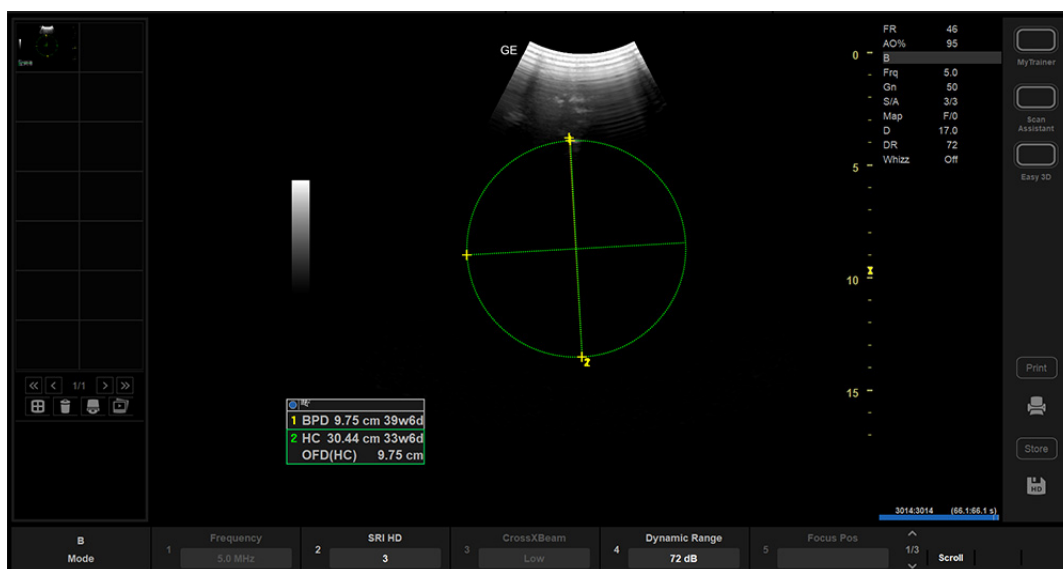 GE
0
5
10
15
FR 46
AO% 95
B
Frq 5.0
Gn 50
S/A 3/3
Map F/0
D 17.0
DR 72
Whizz Off
MyTrainer
Scan
Assistant
Easy 3D
2
1/1
1 BPD 9.75 cm 39w6d
2 HC 30.44 cm 33w6d
OFD(HC) 9.75 cm
Print
Store
HD
3014:3014 (66.1:66.1 s)
B
Mode
1 Frequency
5.0 MHz
2 SRI HD
3
3 CrossXBeam
Low
4 Dynamic Range
72 dB
5 Focus Pos
1/3
Scroll